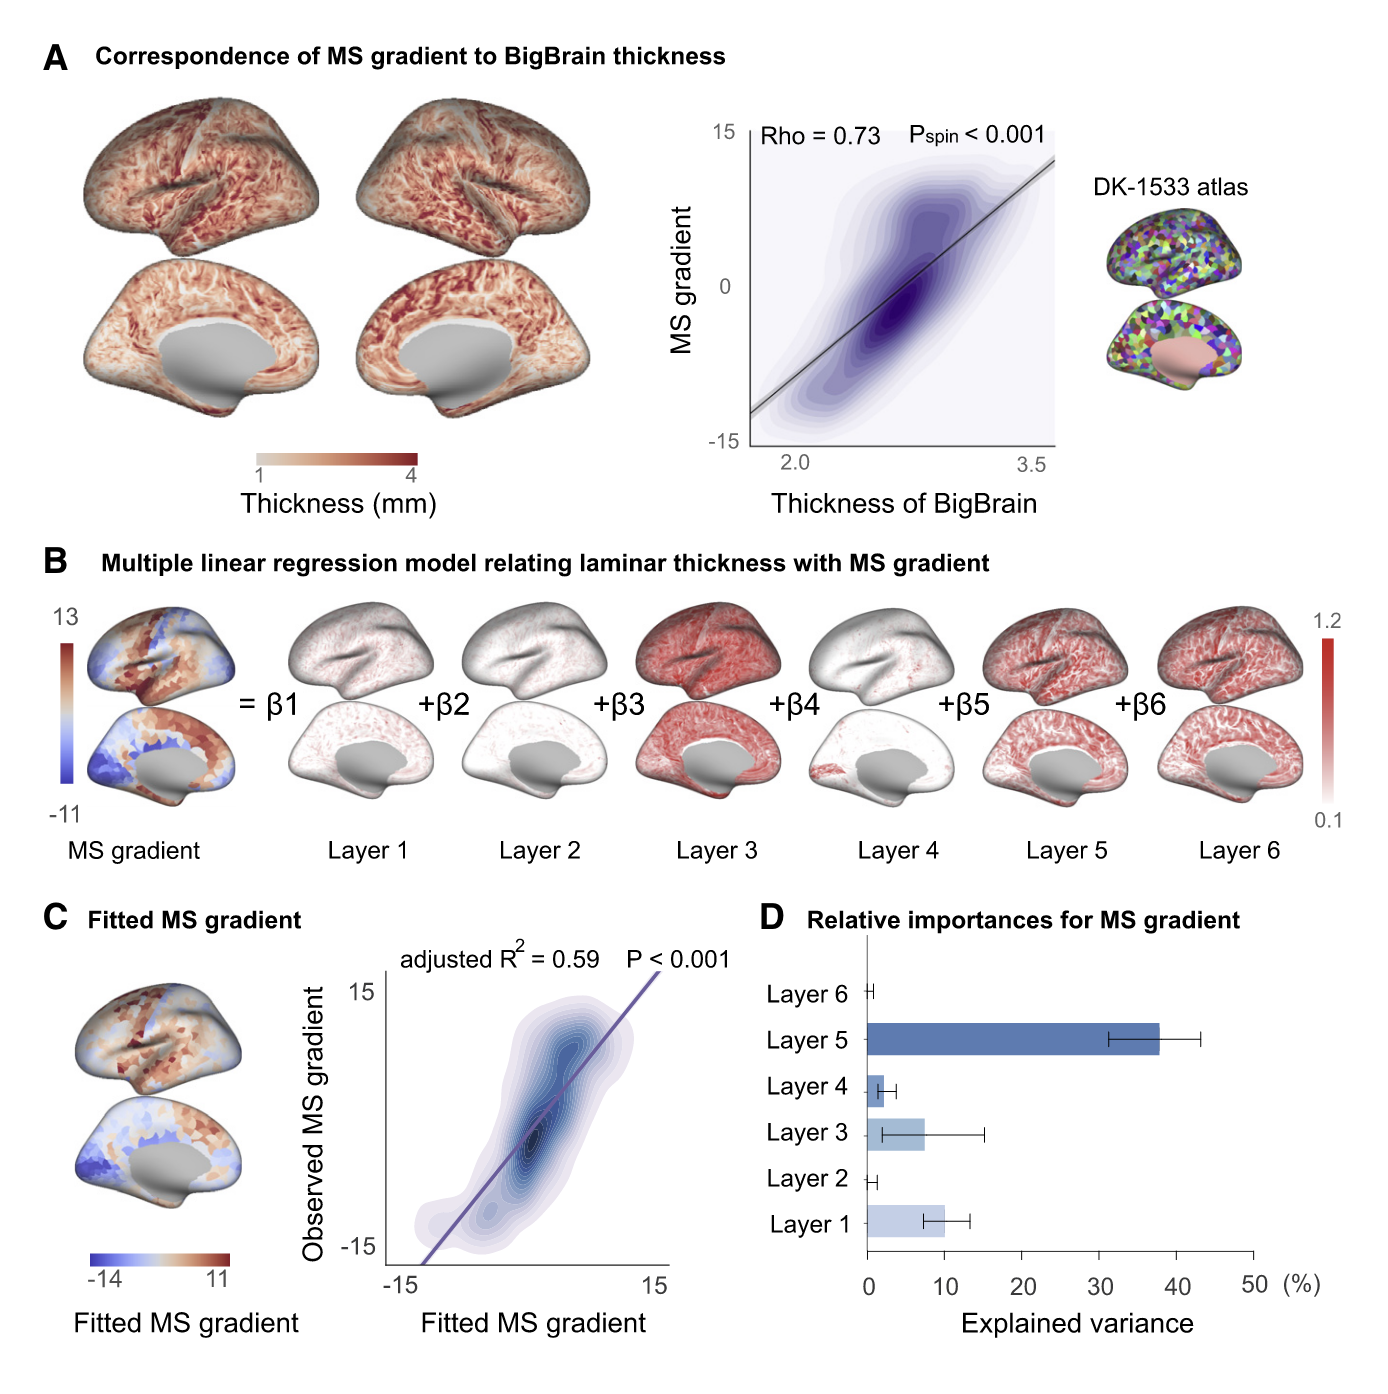 A Correspondence of MS gradient to BigBrain thickness
1 4
Thickness (mm)
Rho = 0.73 Pspin < 0.001
15
0
-15
MS gradient
2.0 3.5
Thickness of BigBrain
DK-1533 atlas
B Multiple linear regression model relating laminar thickness with MS gradient
13
-11
= β1 +β2 +β3 +β4 +β5 +β6
1.2
0.1
MS gradient Layer 1 Layer 2 Layer 3 Layer 4 Layer 5 Layer 6
C Fitted MS gradient
-14 11
Fitted MS gradient
adjusted R² = 0.59 P < 0.001
15
-15
Observed MS gradient
-15 15
Fitted MS gradient
D Relative importances for MS gradient
Layer 6
Layer 5
Layer 4
Layer 3
Layer 2
Layer 1
0 10 20 30 40 50 (%)
Explained variance